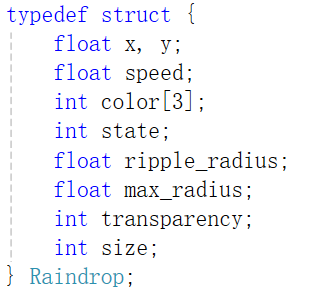 typedef struct {
    float x, y;
    float speed;
    int color[3];
    int state;
    float ripple_radius;
    float max_radius;
    int transparency;
    int size;
} Raindrop;